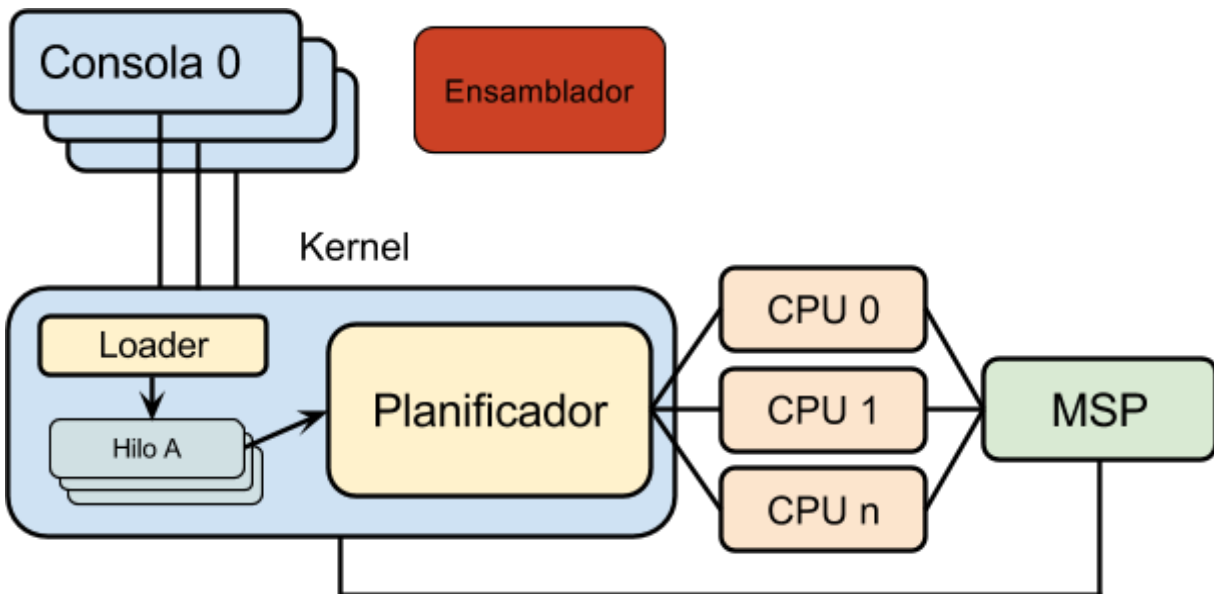 Consola 0
Ensamblador
Kernel
Loader
Hilo A
Planificador
CPU 0
CPU 1
CPU n
MSP